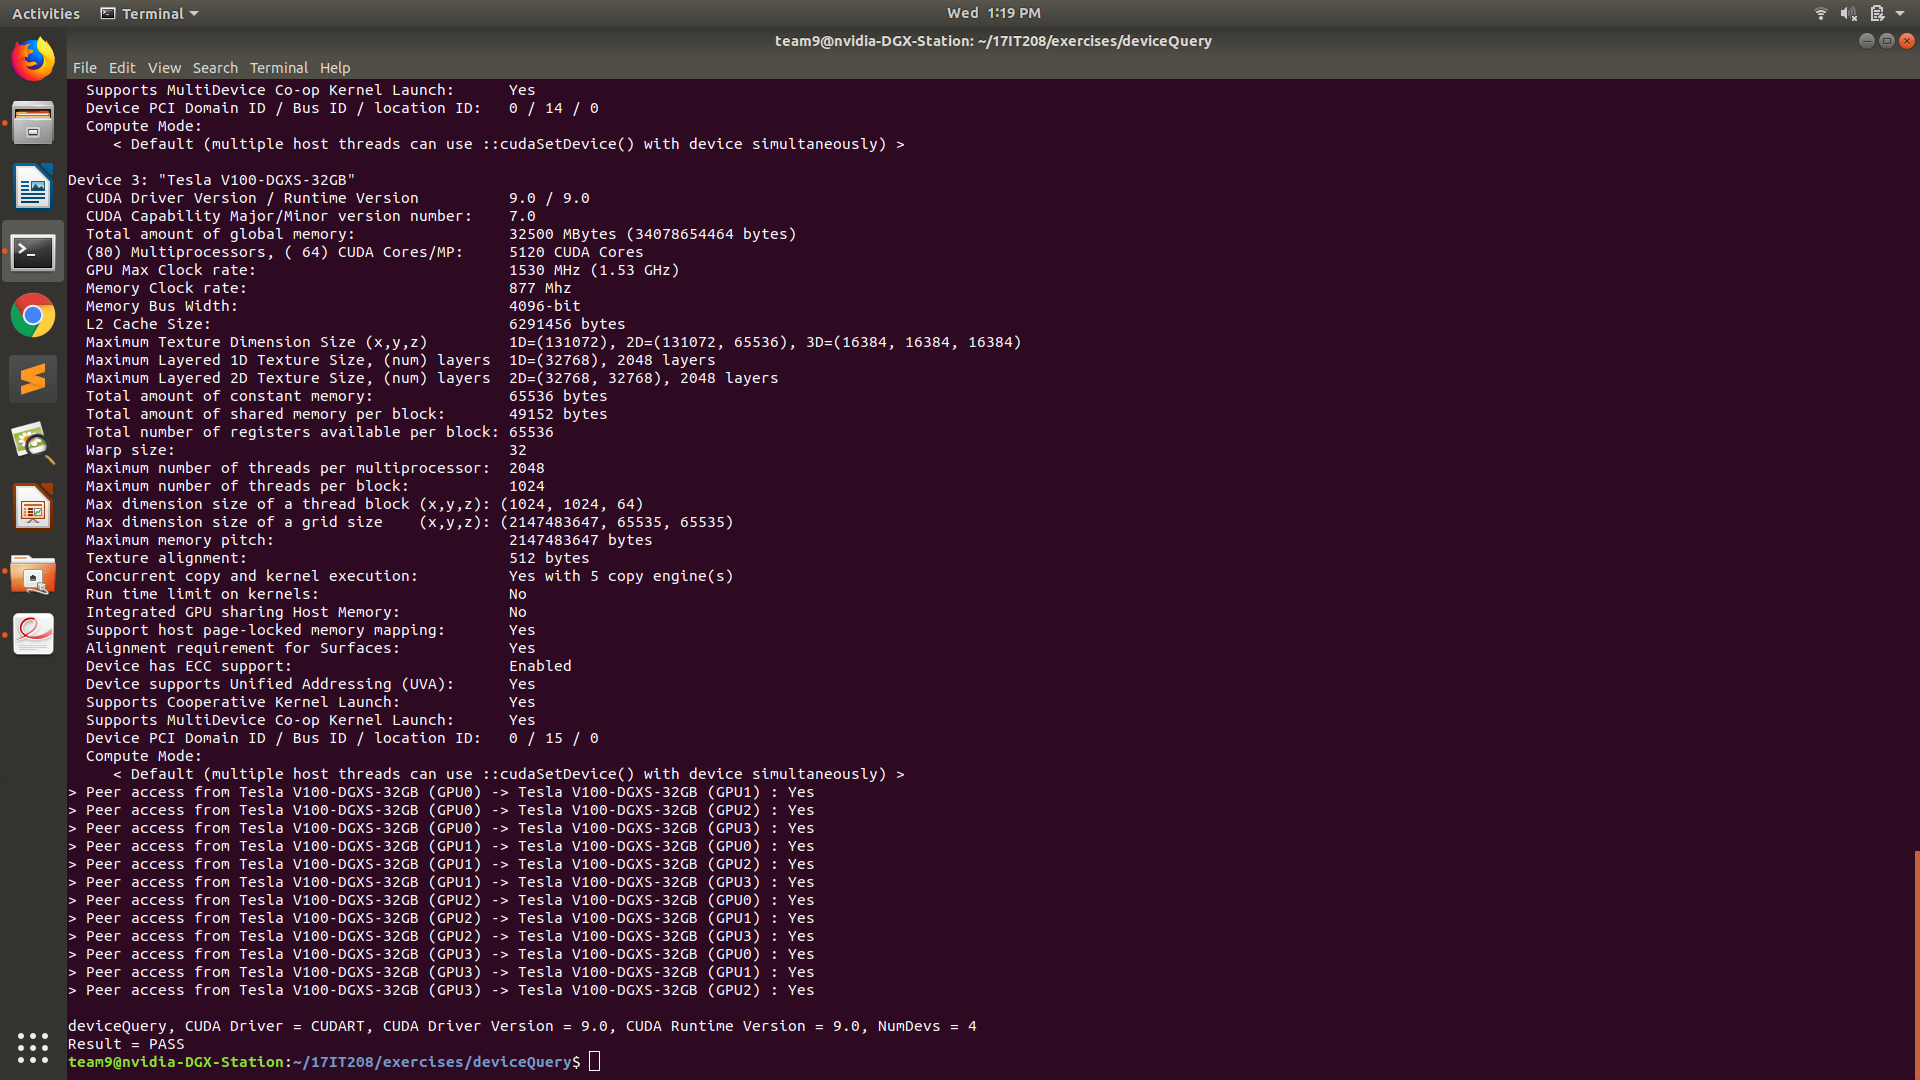 Activities Terminal Wed 1:19 PM
team9@nvidia-DGX-Station: ~/17IT208/exercises/deviceQuery
File Edit View Search Terminal Help
Supports MultiDevice Co-op Kernel Launch: Yes
Device PCI Domain ID / Bus ID / location ID: 0 / 14 / 0
Compute Mode:
< Default (multiple host threads can use ::cudaSetDevice() with device simultaneously) >
Device 3: "Tesla V100-DGXS-32GB"
CUDA Driver Version / Runtime Version 9.0 / 9.0
CUDA Capability Major/Minor version number: 7.0
Total amount of global memory: 32500 MBytes (34078654464 bytes)
(80) Multiprocessors, ( 64) CUDA Cores/MP: 5120 CUDA Cores
GPU Max Clock rate: 1530 MHz (1.53 GHz)
Memory Clock rate: 877 Mhz
Memory Bus Width: 4096-bit
L2 Cache Size: 6291456 bytes
Maximum Texture Dimension Size (x,y,z) 1D=(131072), 2D=(131072, 65536), 3D=(16384, 16384, 16384)
Maximum Layered 1D Texture Size, (num) layers 1D=(32768), 2048 layers
Maximum Layered 2D Texture Size, (num) layers 2D=(32768, 32768), 2048 layers
Total amount of constant memory: 65536 bytes
Total amount of shared memory per block: 49152 bytes
Total number of registers available per block: 65536
Warp size: 32
Maximum number of threads per multiprocessor: 2048
Maximum number of threads per block: 1024
Max dimension size of a thread block (x,y,z): (1024, 1024, 64)
Max dimension size of a grid size (x,y,z): (2147483647, 65535, 65535)
Maximum memory pitch: 2147483647 bytes
Texture alignment: 512 bytes
Concurrent copy and kernel execution: Yes with 5 copy engine(s)
Run time limit on kernels: No
Integrated GPU sharing Host Memory: No
Support host page-locked memory mapping: Yes
Alignment requirement for Surfaces: Yes
Device has ECC support: Enabled
Device supports Unified Addressing (UVA): Yes
Supports Cooperative Kernel Launch: Yes
Supports MultiDevice Co-op Kernel Launch: Yes
Device PCI Domain ID / Bus ID / location ID: 0 / 15 / 0
Compute Mode:
< Default (multiple host threads can use ::cudaSetDevice() with device simultaneously) >
> Peer access from Tesla V100-DGXS-32GB (GPU0) -> Tesla V100-DGXS-32GB (GPU1) : Yes
> Peer access from Tesla V100-DGXS-32GB (GPU0) -> Tesla V100-DGXS-32GB (GPU2) : Yes
> Peer access from Tesla V100-DGXS-32GB (GPU0) -> Tesla V100-DGXS-32GB (GPU3) : Yes
> Peer access from Tesla V100-DGXS-32GB (GPU1) -> Tesla V100-DGXS-32GB (GPU0) : Yes
> Peer access from Tesla V100-DGXS-32GB (GPU1) -> Tesla V100-DGXS-32GB (GPU2) : Yes
> Peer access from Tesla V100-DGXS-32GB (GPU1) -> Tesla V100-DGXS-32GB (GPU3) : Yes
> Peer access from Tesla V100-DGXS-32GB (GPU2) -> Tesla V100-DGXS-32GB (GPU0) : Yes
> Peer access from Tesla V100-DGXS-32GB (GPU2) -> Tesla V100-DGXS-32GB (GPU1) : Yes
> Peer access from Tesla V100-DGXS-32GB (GPU2) -> Tesla V100-DGXS-32GB (GPU3) : Yes
> Peer access from Tesla V100-DGXS-32GB (GPU3) -> Tesla V100-DGXS-32GB (GPU0) : Yes
> Peer access from Tesla V100-DGXS-32GB (GPU3) -> Tesla V100-DGXS-32GB (GPU1) : Yes
> Peer access from Tesla V100-DGXS-32GB (GPU3) -> Tesla V100-DGXS-32GB (GPU2) : Yes
deviceQuery, CUDA Driver = CUDART, CUDA Driver Version = 9.0, CUDA Runtime Version = 9.0, NumDevs = 4
Result = PASS
team9@nvidia-DGX-Station:~/17IT208/exercises/deviceQuery$